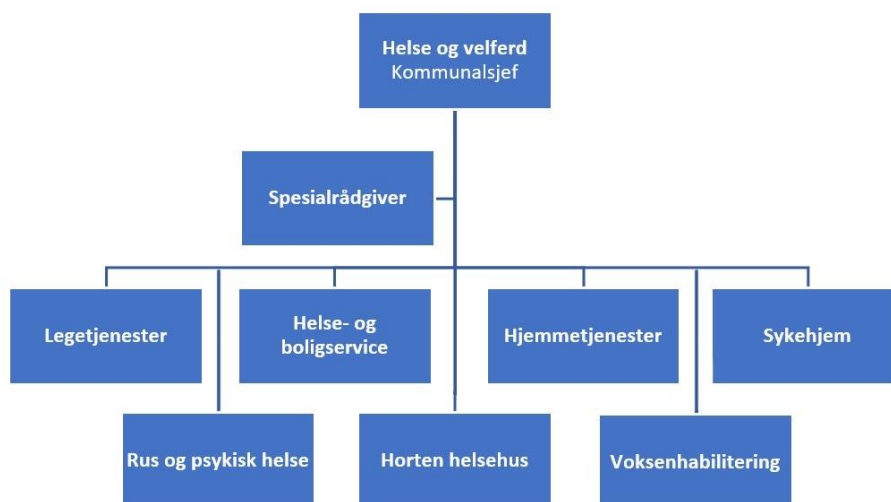 Helse og velferd
Kommunalsjef
Spesialrådgiver
Legetjenester
Helse- og
boligservice
Hjemmetjenester
Sykehjem
Rus og psykisk helse
Horten helsehus
Voksenhabilitering